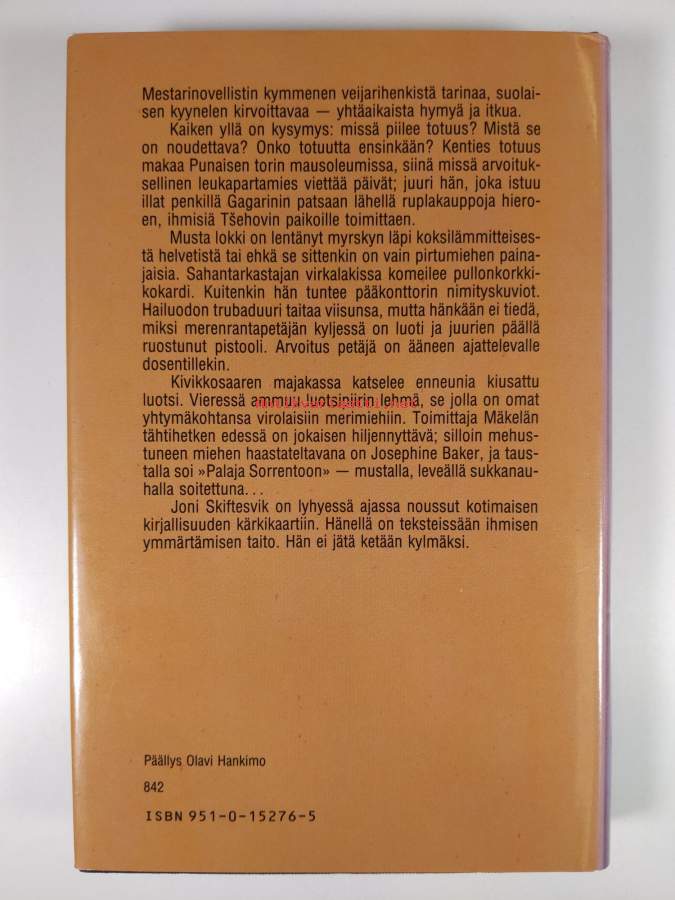 Mestarinovellistin kymmenen veijarihenkistä tarinaa, suolai-
sen kyynelen kirvoittavaa — yhtäaikaista hymyä ja itkua.
Kaiken yllä on kysymys: missä piilee totuus? Mistä se
on noudettava? Onko totuutta ensinkään? Kenties totuus
makaa Punaisen torin mausoleumissa, siinä missä arvoituk-
sellinen leukapartamies viettää päivät; juuri hän, joka istuu
illat penkillä Gagarinin patsaan lähellä ruplakauppoja hiero-
en, ihmisiä Tšehovin paikoille toimittaen.
Musta lokki on lentänyt myrskyn läpi koksilämmitteises-
tä helvetistä tai ehkä se sittenkin on vain pirtumiehen paina-
jaisia. Sahantarkastajan virkalakissa komeilee pullonkorkki-
kokardi. Kuitenkin hän tuntee pääkonttorin nimityskuviot.
Hailuodon trubaduuri taitaa viisunsa, mutta hänkään ei tiedä,
miksi merenrantapetäjän kyljessä on luoti ja juurien päällä
ruostunut pistooli. Arvoitus petäjä on ääneen ajattelevalle
dosentillekin.
Kivikkosaaren majakassa katselee enneunia kiusattu
luotsi. Vieressä ammuu luotsipiirin lehmä, se jolla on omat
yhtymäkohtansa virolaisiin merimiehiin. Toimittaja Mäkelän
tähtihetken edessä on jokaisen hiljennyttävä; silloin mehus-
tuneen miehen haastateltavana on Josephine Baker, ja taus-
talla soi »Palaja Sorrentoon» — mustalla, leveällä sukkanau-
halla soitettuna...
Joni Skiftesvik on lyhyessä ajassa noussut kotimaisen
kirjallisuuden kärkikaartiin. Hänellä on teksteissään ihmisen
ymmärtämisen taito. Hän ei jätä ketään kylmäksi.
Päällys Olavi Hankimo
842
ISBN 951-0-15276-5